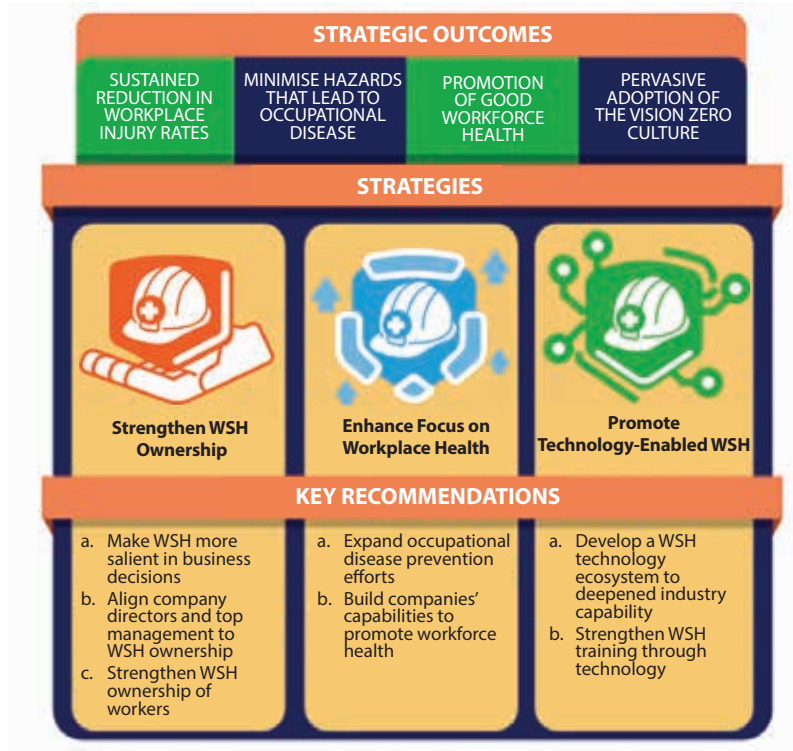 STRATEGIC OUTCOMES
SUSTAINED
REDUCTION IN
WORKPLACE
INJURY RATES
MINIMISE HAZARDS
THAT LEAD TO
OCCUPATIONAL
DISEASE
PROMOTION
OF GOOD
WORKFORCE
HEALTH
PERVASIVE
ADOPTION OF
THE VISION ZERO
CULTURE
STRATEGIES
Strengthen WSH
Ownership
Enhance Focus on
Workplace Health
Promote
Technology-Enabled WSH
KEY RECOMMENDATIONS
a. Make WSH more
salient in business
decisions
b. Align company
directors and top
management to
WSH ownership
c. Strengthen WSH
ownership of
workers
a. Expand occupational
disease prevention
efforts
b. Build companies’
capabilities to
promote workforce
health
a. Develop a WSH
technology
ecosystem to
deepened industry
capability
b. Strengthen WSH
training through
technology